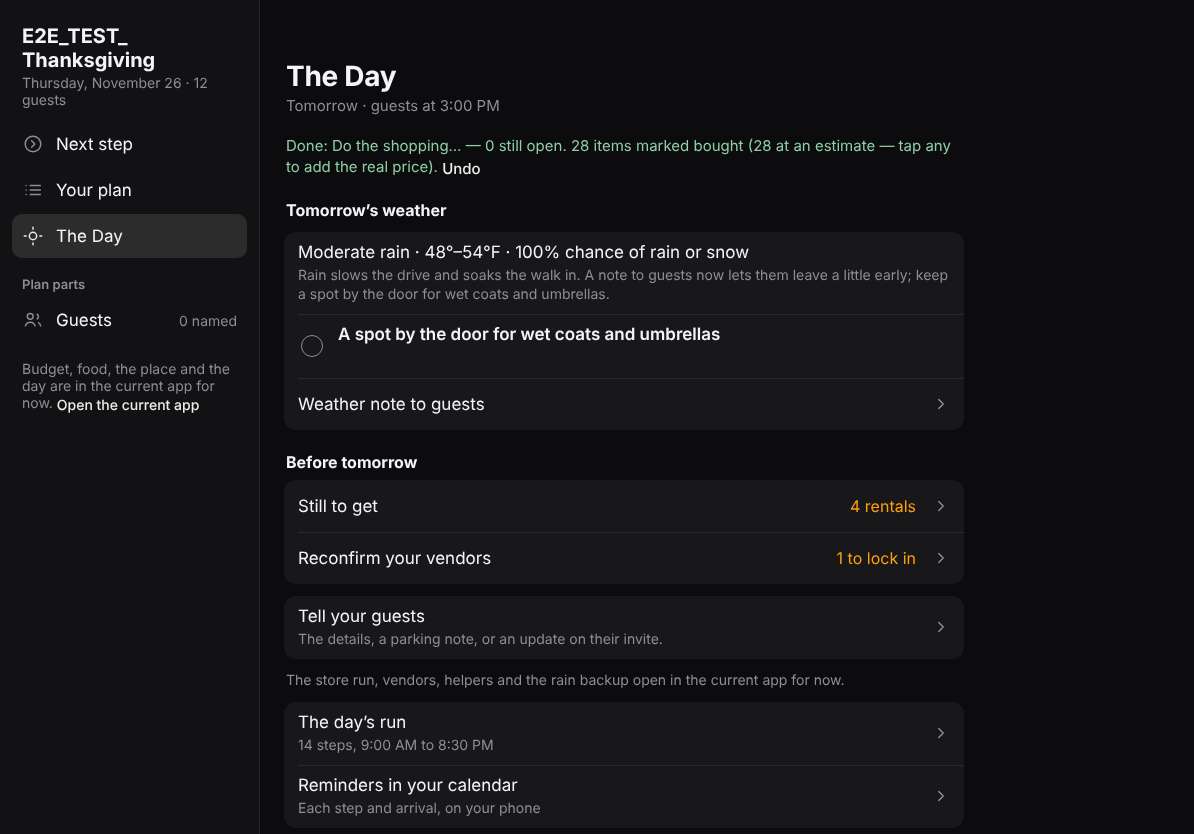 E2E_TEST_
Thanksgiving
Thursday, November 26 · 12
guests
Next step
Your plan
The Day
Plan parts
Guests 0 named
Budget, food, the place and the
day are in the current app for
now. Open the current app
The Day
Tomorrow · guests at 3:00 PM
Done: Do the shopping... — 0 still open. 28 items marked bought (28 at an estimate — tap any
to add the real price). Undo
Tomorrow’s weather
Moderate rain · 48°–54°F · 100% chance of rain or snow
Rain slows the drive and soaks the walk in. A note to guests now lets them leave a little early; keep
a spot by the door for wet coats and umbrellas.
A spot by the door for wet coats and umbrellas
Weather note to guests
Before tomorrow
Still to get 4 rentals
Reconfirm your vendors 1 to lock in
Tell your guests
The details, a parking note, or an update on their invite.
The store run, vendors, helpers and the rain backup open in the current app for now.
The day’s run
14 steps, 9:00 AM to 8:30 PM
Reminders in your calendar
Each step and arrival, on your phone